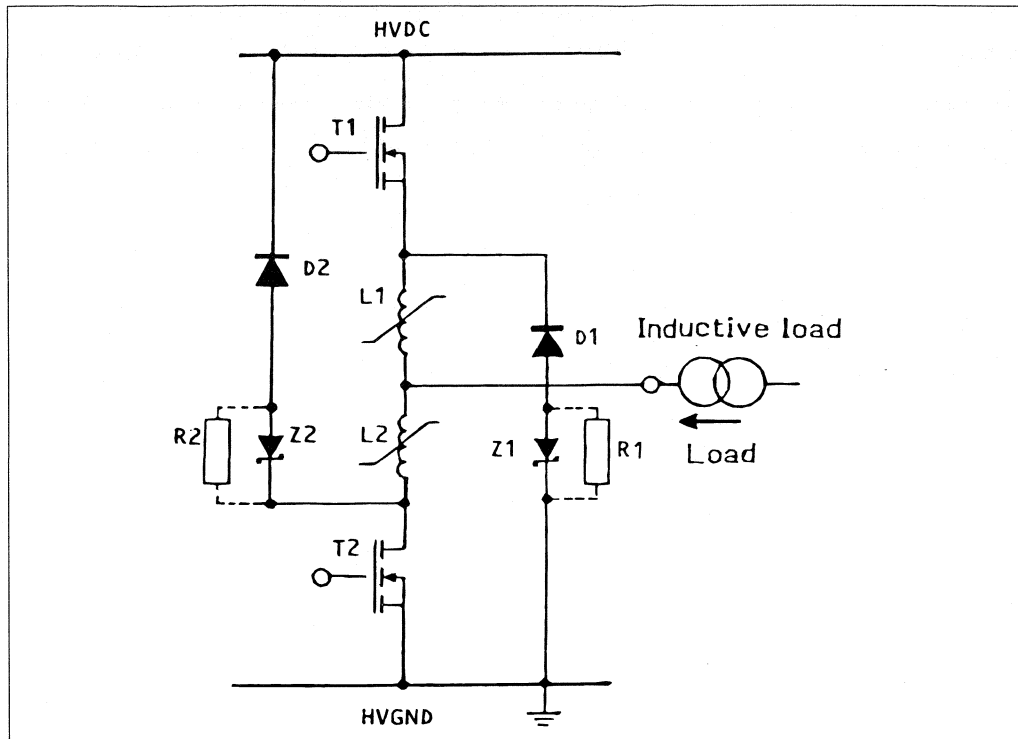 HVDC
T1
D2
L1
D1
Inductive load
R2
Z2
L2
Z1
R1
Load
T2
HVGND